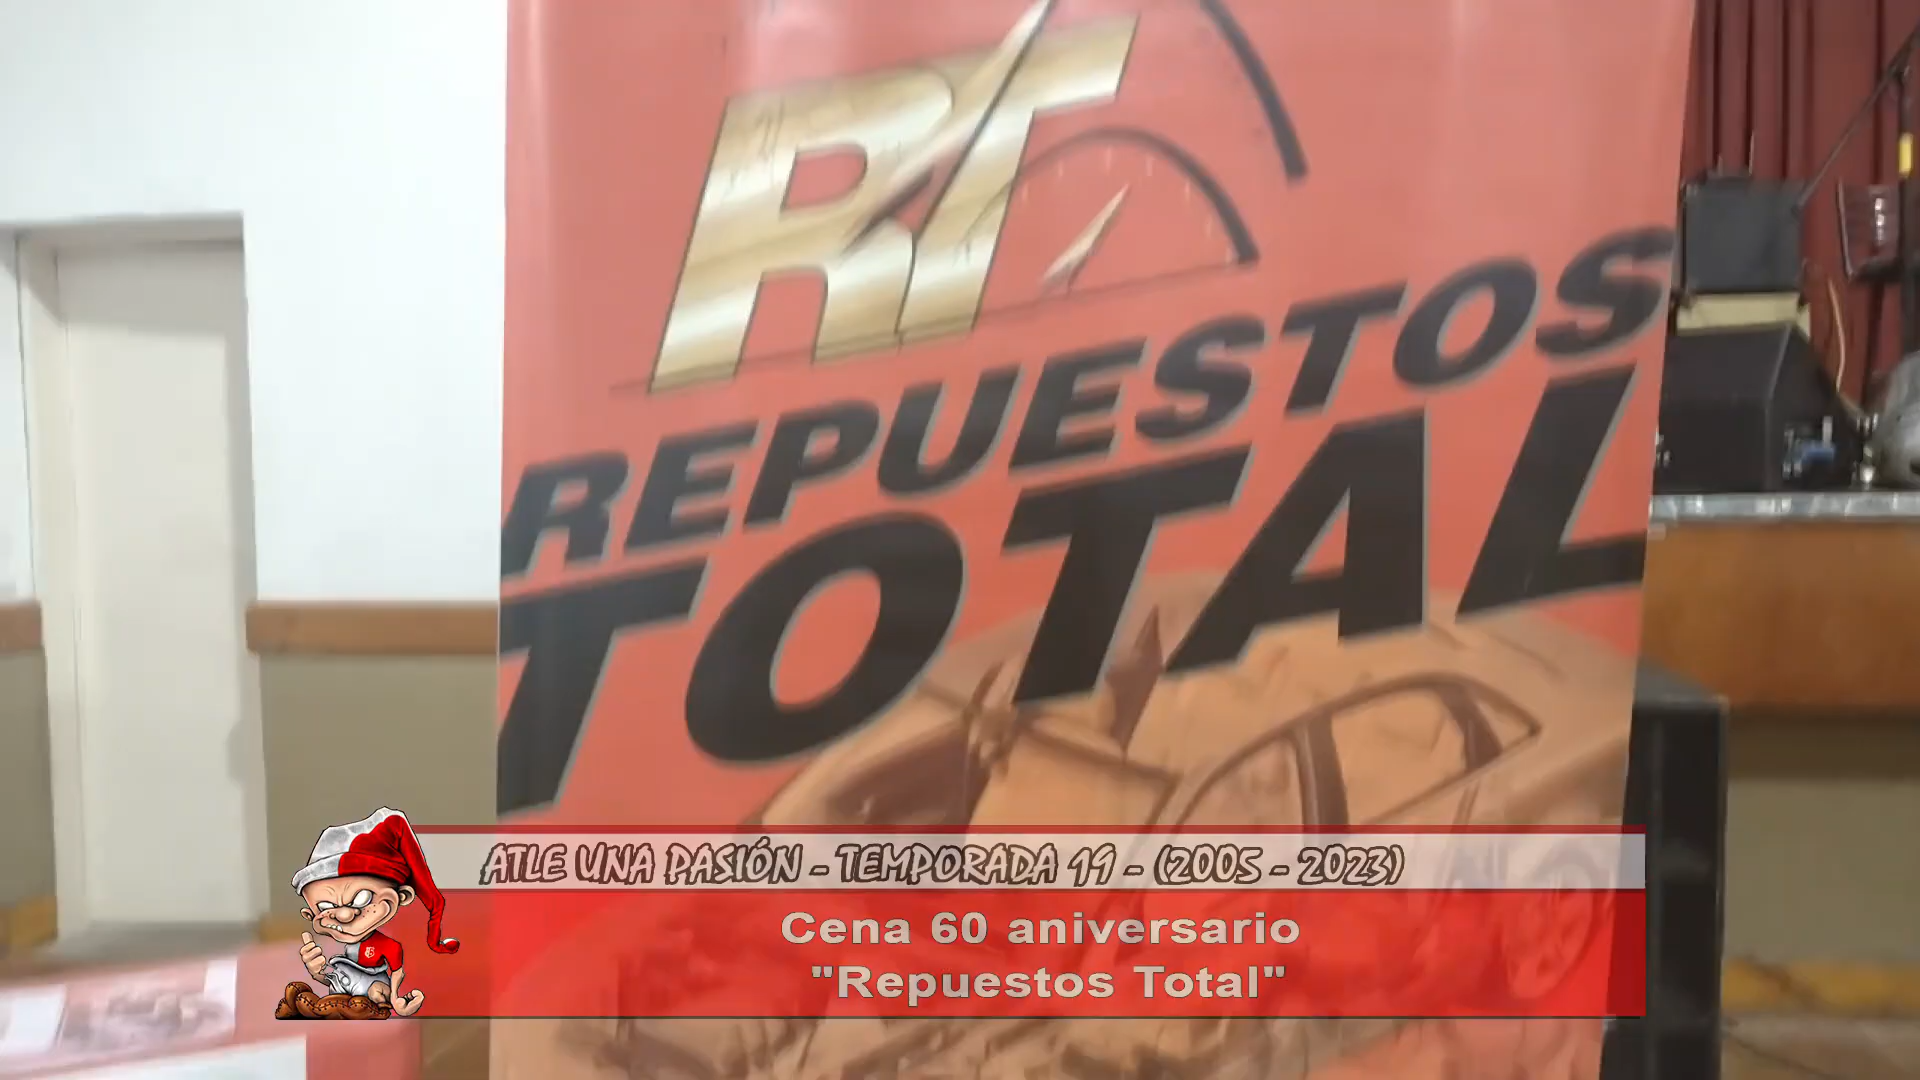 RT
REPUESTOS
TOTAL
ATLE UNA PASIÓN - TEMPORADA 19 - (2005 - 2023)
Cena 60 aniversario
"Repuestos Total"